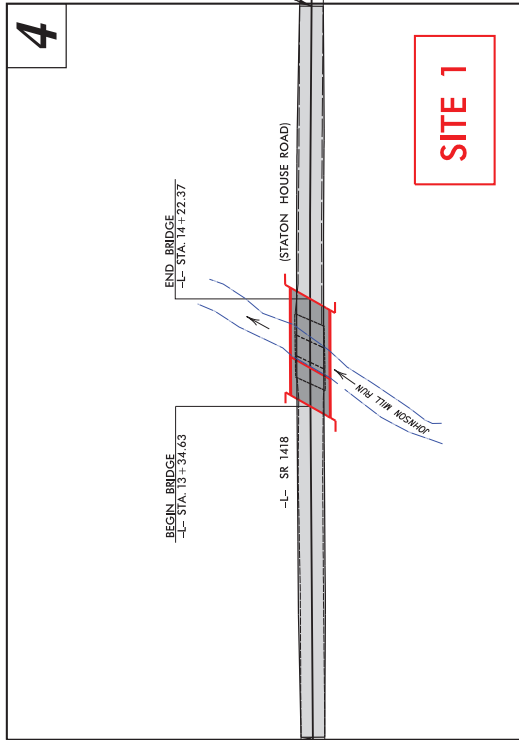 4
BEGIN BRIDGE
-L- STA. 13+34.63
END BRIDGE
-L- STA. 14+22.37
-L- SR 1418
(STATON HOUSE ROAD)
JOHNSON MILL RUN
SITE 1